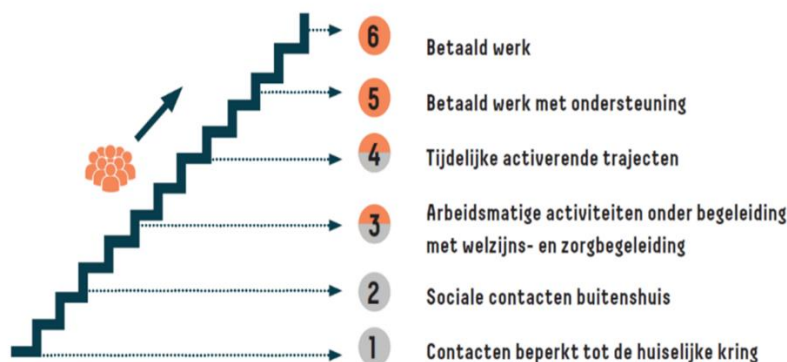 6 Betaald werk
5 Betaald werk met ondersteuning
4 Tijdelijke activerende trajecten
3 Arbeidsmatige activiteiten onder begeleiding
met welzijns- en zorgbegeleiding
2 Sociale contacten buitenshuis
1 Contacten beperkt tot de huiselijke kring